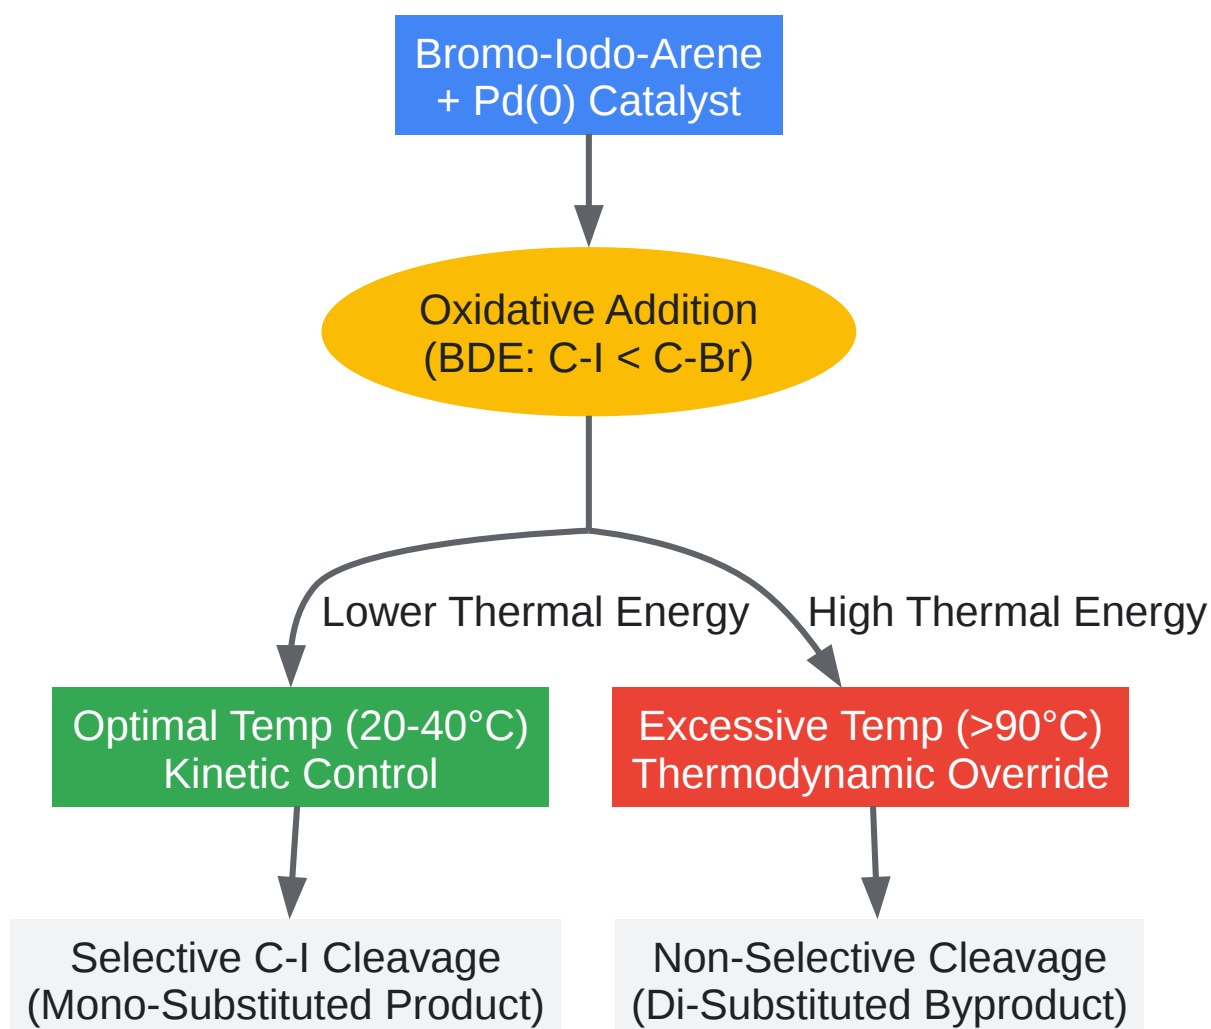 Bromo-Iodo-Arene
+ Pd(0) Catalyst
Oxidative Addition
(BDE: C-I < C-Br)
Lower Thermal Energy
High Thermal Energy
Optimal Temp (20-40°C)
Kinetic Control
Excessive Temp (>90°C)
Thermodynamic Override
Selective C-I Cleavage
(Mono-Substituted Product)
Non-Selective Cleavage
(Di-Substituted Byproduct)